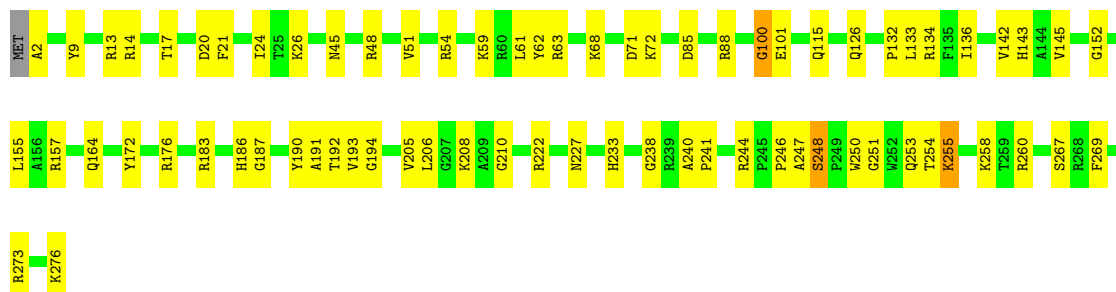 MET A2 Y9 R13 R14 T17 D20 F21 I24 T25 K26 N45 R48 V51 R54 K59 R60 L61 Y62 R63 K68 D71 K72 D85 R88 G100 E101 Q115 Q126 P132 L133 R134 F135 I136 V142 H143 A144 V145 G152
L155 A156 R157 Q164 Y172 R176 R183 H186 G187 Y190 A191 T192 V193 G194 V205 L206 G207 K208 A209 G210 R222 N227 H233 G238 R239 A240 P241 R244 P245 P246 A247 S248 P249 W250 G251 W252 Q253 T254 K255 K258 T259 R260 S267 R268 F269
R273 K276